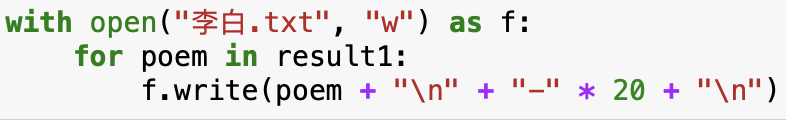 with open("李白.txt", "w") as f:
    for poem in result1:
        f.write(poem + "\n" + "-" * 20 + "\n")